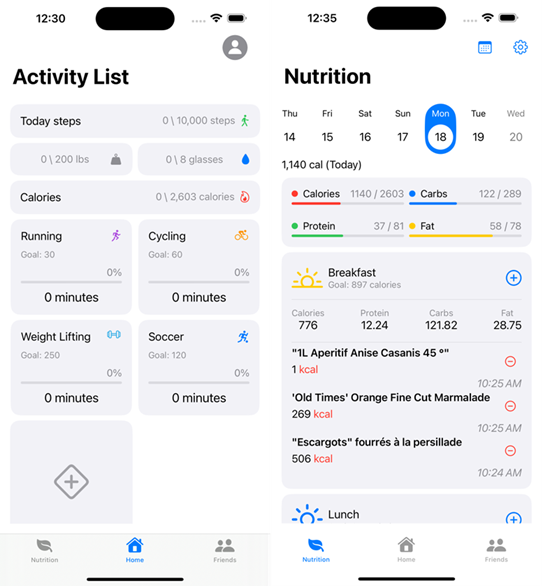 12:30
Activity List
Today steps 0 \ 10,000 steps
0 \ 200 lbs 0 \ 8 glasses
Calories 0 \ 2,603 calories
Running Cycling
Goal: 30 Goal: 60
0% 0%
0 minutes 0 minutes
Weight Lifting Soccer
Goal: 250 Goal: 120
0% 0%
0 minutes 0 minutes
Nutrition Home Friends
12:35
Nutrition
Thu Fri Sat Sun Mon Tue Wed
14 15 16 17 18 19 20
1,140 cal (Today)
Calories 1140 / 2603 Carbs 122 / 289
Protein 37 / 81 Fat 58 / 78
Breakfast
Goal: 897 calories
Calories Protein Carbs Fat
776 12.24 121.82 28.75
"1L Aperitif Anise Casanis 45 °"
1 kcal
10:25 AM
'Old Times' Orange Fine Cut Marmalade
269 kcal
10:25 AM
"Escargots" fourrés à la persillade
506 kcal
10:24 AM
Lunch
Nutrition Home Friends